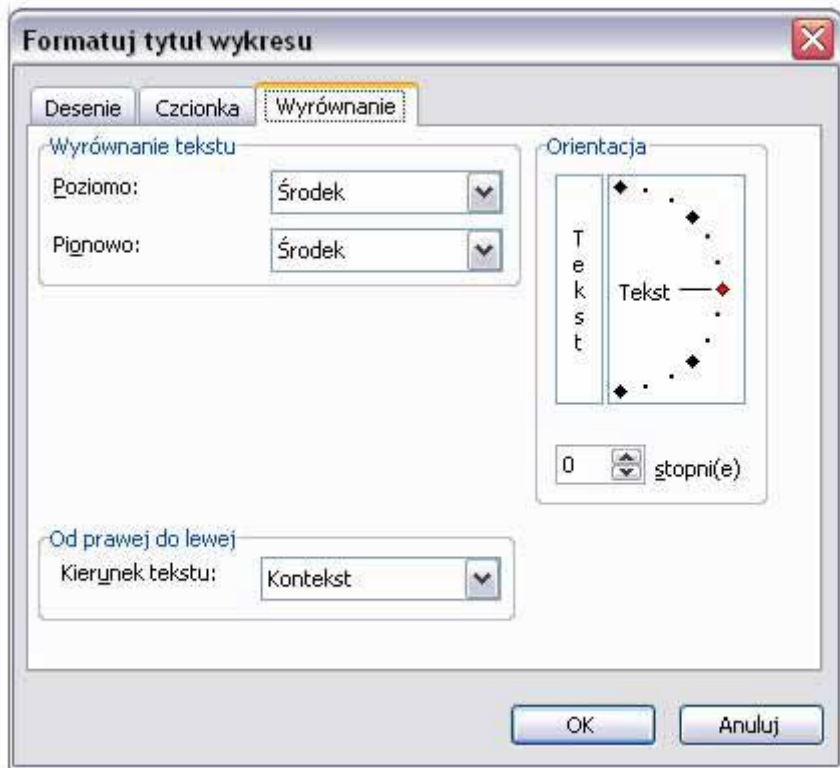 Formatuj tytuł wykresu
Desenie Czcionka Wyrównanie
Wyrównanie tekstu
Poziomo: Środek
Pionowo: Środek
Orientacja
Tekst
Tekst
0 stopni(e)
Od prawej do lewej
Kierunek tekstu: Kontekst
OK Anuluj